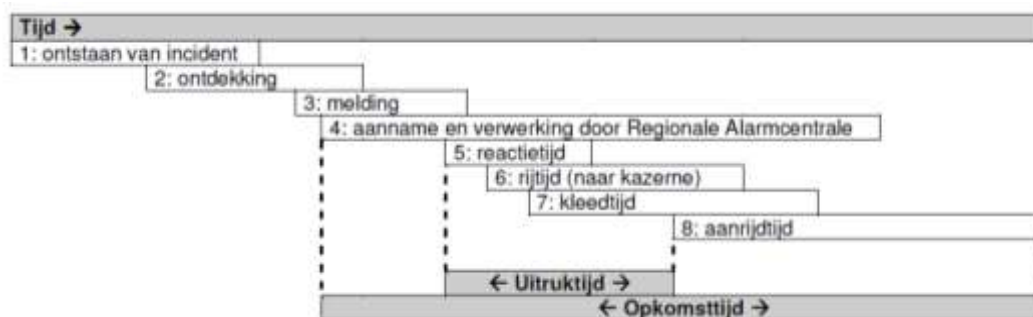 Tijd →
1: ontstaan van incident
2: ontdekking
3: melding
4: aanname en verwerking door Regionale Alarmcentrale
5: reactietijd
6: rijtijd (naar kazerne)
7: kleedtijd
8: aanrijdtijd
← Uitruktijd →
← Opkomsttijd →